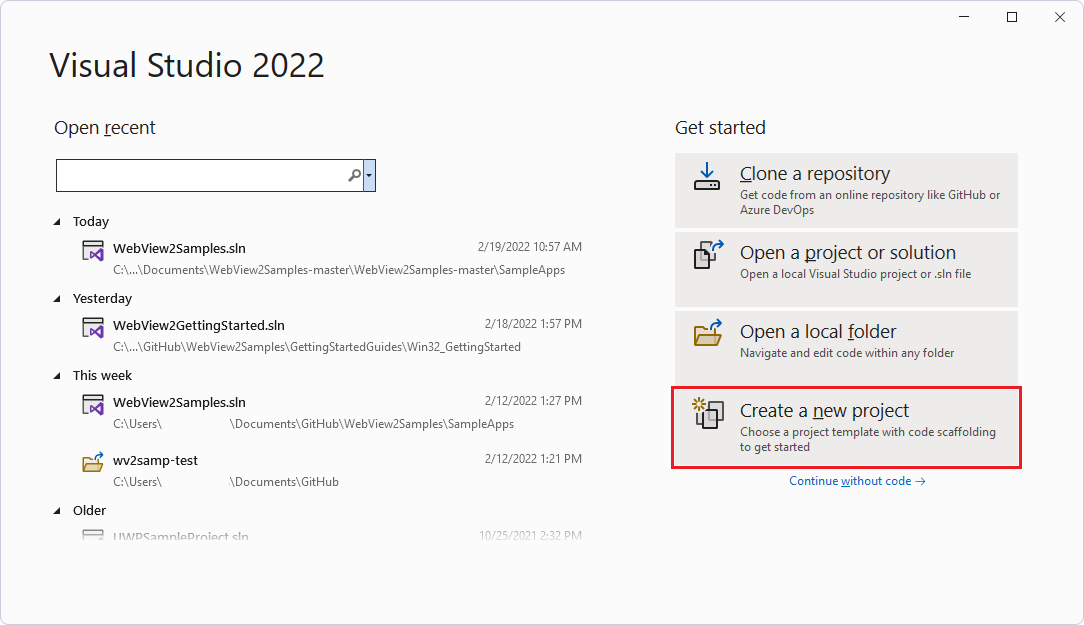 Visual Studio 2022
Open recent
Today
WebView2Samples.sln 2/19/2022 10:57 AM
C:\...\Documents\WebView2Samples-master\WebView2Samples-master\SampleApps
Yesterday
WebView2GettingStarted.sln 2/18/2022 1:57 PM
C:\...\GitHub\WebView2Samples\GettingStartedGuides\Win32_GettingStarted
This week
WebView2Samples.sln 2/12/2022 1:27 PM
C:\Users\ \Documents\GitHub\WebView2Samples\SampleApps
wv2samp-test 2/12/2022 1:21 PM
C:\Users\ \Documents\GitHub
Older
UWPSampleProject.sln 10/25/2021 2:32 PM
Get started
Clone a repository
Get code from an online repository like GitHub or
Azure DevOps
Open a project or solution
Open a local Visual Studio project or .sln file
Open a local folder
Navigate and edit code within any folder
Create a new project
Choose a project template with code scaffolding
to get started
Continue without code →